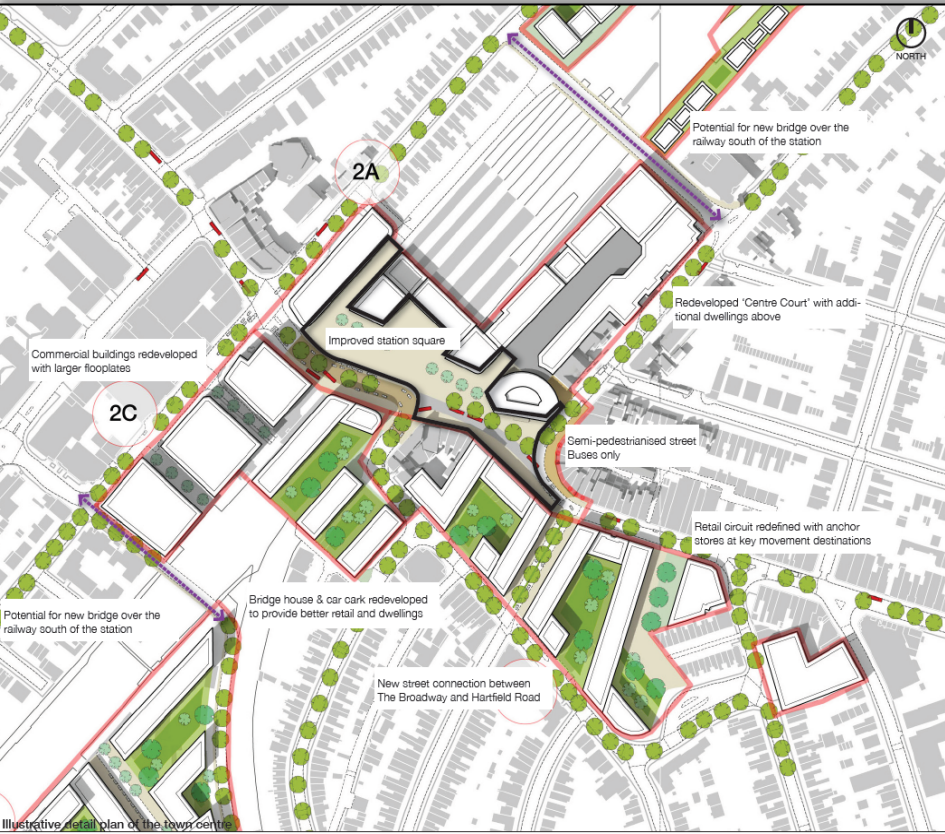 NORTH
Potential for new bridge over the
railway south of the station
2A
Redeveloped 'Centre Court' with addi-
tional dwellings above
Improved station square
Commercial buildings redeveloped
with larger flooplates
2C
Semi-pedestrianised street
Buses only
Retail circuit redefined with anchor
stores at key movement destinations
Bridge house & car cark redeveloped
to provide better retail and dwellings
Potential for new bridge over the
railway south of the station
New street connection between
The Broadway and Hartfield Road
Illustrative detail plan of the town centre